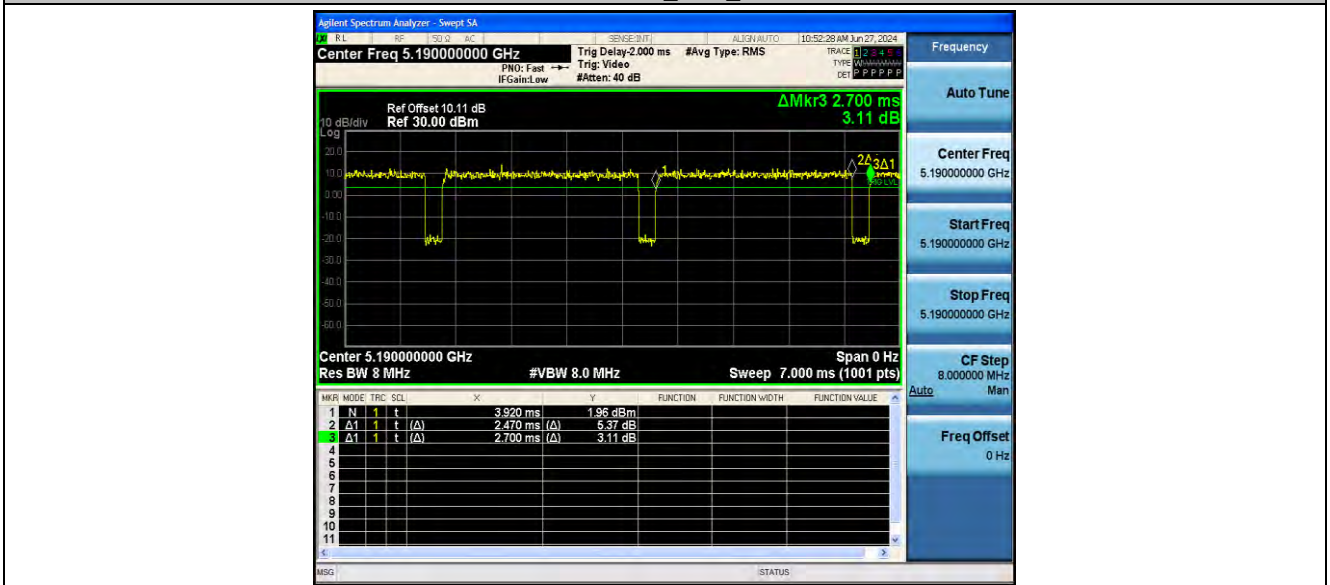 Agilent Spectrum Analyzer - Swept SA
RL RF 50 Ω AC SENSE:INT ALIGN AUTO 10:52:28 AM Jun 27, 2024
Center Freq 5.190000000 GHz
PNO: Fast
IFGain:Low
Trig Delay-2.000 ms
Trig: Video
#Atten: 40 dB
#Avg Type: RMS
TRACE 1 2 3 4 5 6
TYPE
DET P P P P P P
Frequency
Auto Tune
Center Freq
5.190000000 GHz
Start Freq
5.190000000 GHz
Stop Freq
5.190000000 GHz
CF Step
8.000000 MHz
Auto Man
Freq Offset
0 Hz
ΔMkr3 2.700 ms
3.11 dB
Ref Offset 10.11 dB
10 dB/div Ref 30.00 dBm
Log
20.0
10.0
0.00
-10.0
-20.0
-30.0
-40.0
-50.0
-60.0
1
3Δ1
Center 5.190000000 GHz Span 0 Hz
Res BW 8 MHz #VBW 8.0 MHz Sweep 7.000 ms (1001 pts)
MKR MODE TRC SCL X Y FUNCTION FUNCTION WIDTH FUNCTION VALUE
1 N 1 t 3.920 ms 1.96 dBm
2 Δ1 1 t (Δ) 2.470 ms (Δ) 5.37 dB
3 Δ1 1 t (Δ) 2.700 ms (Δ) 3.11 dB
4
5
6
7
8
9
10
11
MSG STATUS